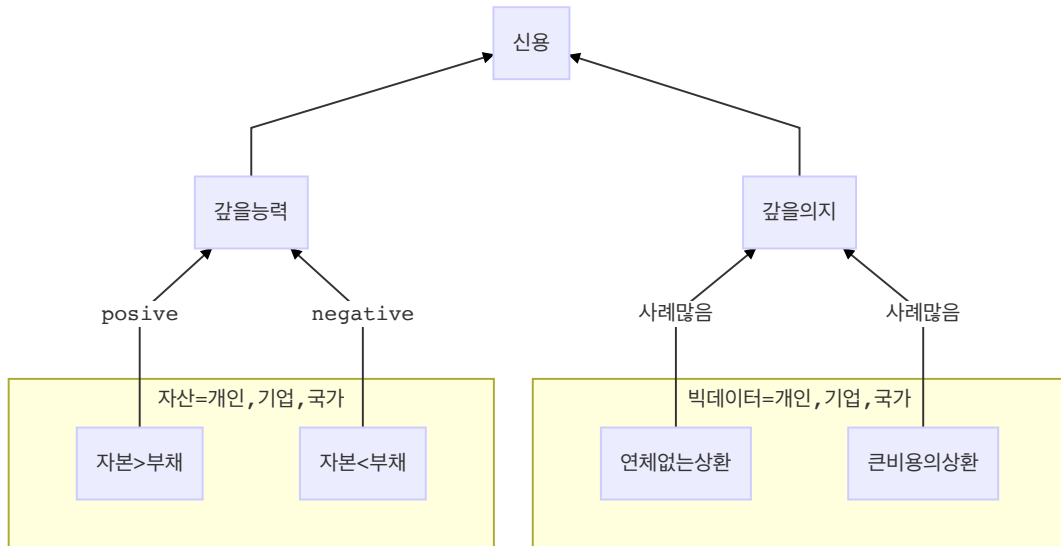 신용
갚을능력
갚을의지
posive
negative
사례많음
사례많음
자산=개인,기업,국가
빅데이터=개인,기업,국가
자본>부채
자본<부채
연체없는상환
큰비용의상환